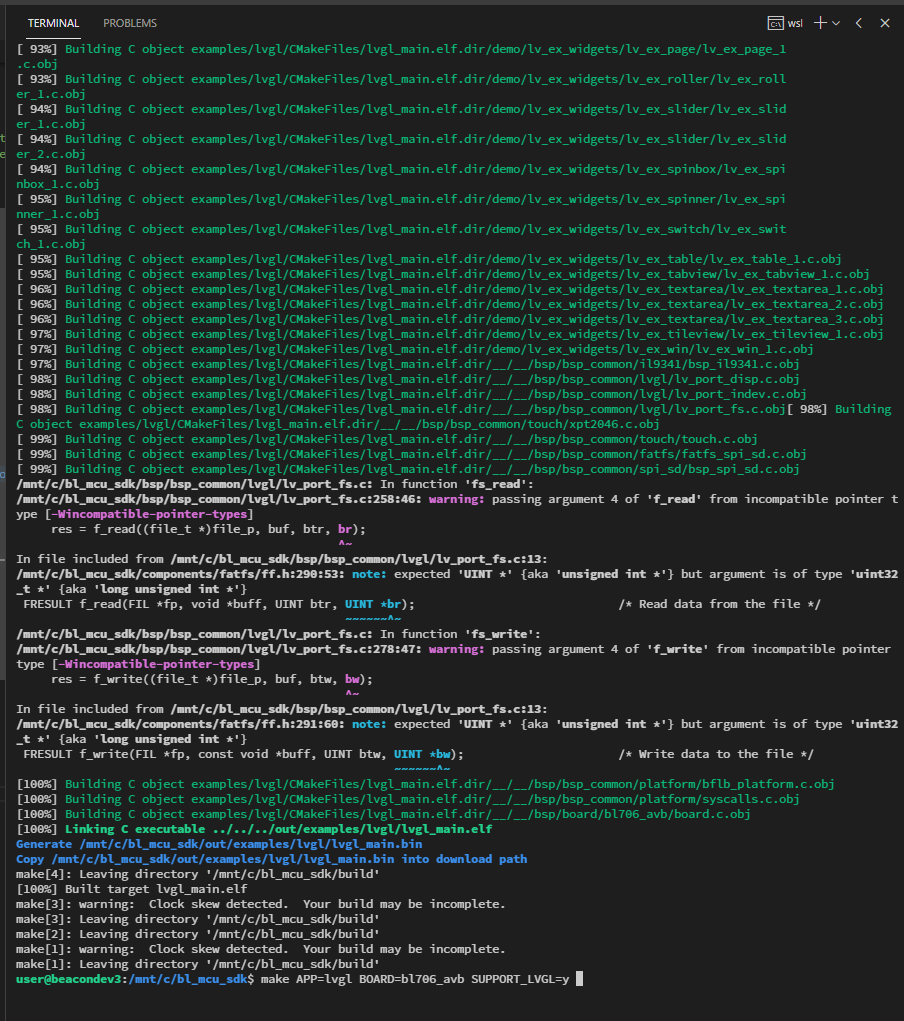 TERMINAL PROBLEMS wsl
[ 93%] Building C object examples/lvgl/CMakeFiles/lvgl_main.elf.dir/demo/lv_ex_widgets/lv_ex_page/lv_ex_page_1
.c.obj
[ 93%] Building C object examples/lvgl/CMakeFiles/lvgl_main.elf.dir/demo/lv_ex_widgets/lv_ex_roller/lv_ex_roll
er_1.c.obj
[ 94%] Building C object examples/lvgl/CMakeFiles/lvgl_main.elf.dir/demo/lv_ex_widgets/lv_ex_slider/lv_ex_slid
er_1.c.obj
[ 94%] Building C object examples/lvgl/CMakeFiles/lvgl_main.elf.dir/demo/lv_ex_widgets/lv_ex_slider/lv_ex_slid
er_2.c.obj
[ 94%] Building C object examples/lvgl/CMakeFiles/lvgl_main.elf.dir/demo/lv_ex_widgets/lv_ex_spinbox/lv_ex_spi
nbox_1.c.obj
[ 95%] Building C object examples/lvgl/CMakeFiles/lvgl_main.elf.dir/demo/lv_ex_widgets/lv_ex_spinner/lv_ex_spi
nner_1.c.obj
[ 95%] Building C object examples/lvgl/CMakeFiles/lvgl_main.elf.dir/demo/lv_ex_widgets/lv_ex_switch/lv_ex_swit
ch_1.c.obj
[ 95%] Building C object examples/lvgl/CMakeFiles/lvgl_main.elf.dir/demo/lv_ex_widgets/lv_ex_table/lv_ex_table_1.c.obj
[ 95%] Building C object examples/lvgl/CMakeFiles/lvgl_main.elf.dir/demo/lv_ex_widgets/lv_ex_tabview/lv_ex_tabview_1.c.obj
[ 96%] Building C object examples/lvgl/CMakeFiles/lvgl_main.elf.dir/demo/lv_ex_widgets/lv_ex_textarea/lv_ex_textarea_1.c.obj
[ 96%] Building C object examples/lvgl/CMakeFiles/lvgl_main.elf.dir/demo/lv_ex_widgets/lv_ex_textarea/lv_ex_textarea_2.c.obj
[ 96%] Building C object examples/lvgl/CMakeFiles/lvgl_main.elf.dir/demo/lv_ex_widgets/lv_ex_textarea/lv_ex_textarea_3.c.obj
[ 97%] Building C object examples/lvgl/CMakeFiles/lvgl_main.elf.dir/demo/lv_ex_widgets/lv_ex_tileview/lv_ex_tileview_1.c.obj
[ 97%] Building C object examples/lvgl/CMakeFiles/lvgl_main.elf.dir/demo/lv_ex_widgets/lv_ex_win/lv_ex_win_1.c.obj
[ 97%] Building C object examples/lvgl/CMakeFiles/lvgl_main.elf.dir/__/__/bsp/bsp_common/il9341/bsp_il9341.c.obj
[ 98%] Building C object examples/lvgl/CMakeFiles/lvgl_main.elf.dir/__/__/bsp/bsp_common/lvgl/lv_port_disp.c.obj
[ 98%] Building C object examples/lvgl/CMakeFiles/lvgl_main.elf.dir/__/__/bsp/bsp_common/lvgl/lv_port_indev.c.obj
[ 98%] Building C object examples/lvgl/CMakeFiles/lvgl_main.elf.dir/__/__/bsp/bsp_common/lvgl/lv_port_fs.c.obj[ 98%] Building
C object examples/lvgl/CMakeFiles/lvgl_main.elf.dir/__/__/bsp/bsp_common/touch/xpt2046.c.obj
[ 99%] Building C object examples/lvgl/CMakeFiles/lvgl_main.elf.dir/__/__/bsp/bsp_common/touch/touch.c.obj
[ 99%] Building C object examples/lvgl/CMakeFiles/lvgl_main.elf.dir/__/__/bsp/bsp_common/fatfs/fatfs_spi_sd.c.obj
[ 99%] Building C object examples/lvgl/CMakeFiles/lvgl_main.elf.dir/__/__/bsp/bsp_common/spi_sd/bsp_spi_sd.c.obj
/mnt/c/bl_mcu_sdk/bsp/bsp_common/lvgl/lv_port_fs.c: In function 'fs_read':
/mnt/c/bl_mcu_sdk/bsp/bsp_common/lvgl/lv_port_fs.c:258:46: warning: passing argument 4 of 'f_read' from incompatible pointer t
ype [-Wincompatible-pointer-types]
res = f_read((file_t *)file_p, buf, btr, br);
^~
In file included from /mnt/c/bl_mcu_sdk/bsp/bsp_common/lvgl/lv_port_fs.c:13:
/mnt/c/bl_mcu_sdk/components/fatfs/ff.h:290:53: note: expected 'UINT *' {aka 'unsigned int *'} but argument is of type 'uint32
_t *' {aka 'long unsigned int *'}
FRESULT f_read(FIL *fp, void *buff, UINT btr, UINT *br); /* Read data from the file */
~~~~~~^~
/mnt/c/bl_mcu_sdk/bsp/bsp_common/lvgl/lv_port_fs.c: In function 'fs_write':
/mnt/c/bl_mcu_sdk/bsp/bsp_common/lvgl/lv_port_fs.c:278:47: warning: passing argument 4 of 'f_write' from incompatible pointer
type [-Wincompatible-pointer-types]
res = f_write((file_t *)file_p, buf, btw, bw);
^~
In file included from /mnt/c/bl_mcu_sdk/bsp/bsp_common/lvgl/lv_port_fs.c:13:
/mnt/c/bl_mcu_sdk/components/fatfs/ff.h:291:60: note: expected 'UINT *' {aka 'unsigned int *'} but argument is of type 'uint32
_t *' {aka 'long unsigned int *'}
FRESULT f_write(FIL *fp, const void *buff, UINT btw, UINT *bw); /* Write data to the file */
~~~~~~^~
[100%] Building C object examples/lvgl/CMakeFiles/lvgl_main.elf.dir/__/__/bsp/bsp_common/platform/bflb_platform.c.obj
[100%] Building C object examples/lvgl/CMakeFiles/lvgl_main.elf.dir/__/__/bsp/bsp_common/platform/syscalls.c.obj
[100%] Building C object examples/lvgl/CMakeFiles/lvgl_main.elf.dir/__/__/bsp/board/bl706_avb/board.c.obj
[100%] Linking C executable ../../../out/examples/lvgl/lvgl_main.elf
Generate /mnt/c/bl_mcu_sdk/out/examples/lvgl/lvgl_main.bin
Copy /mnt/c/bl_mcu_sdk/out/examples/lvgl/lvgl_main.bin into download path
make[4]: Leaving directory '/mnt/c/bl_mcu_sdk/build'
[100%] Built target lvgl_main.elf
make[3]: warning:  Clock skew detected.  Your build may be incomplete.
make[3]: Leaving directory '/mnt/c/bl_mcu_sdk/build'
make[2]: Leaving directory '/mnt/c/bl_mcu_sdk/build'
make[1]: warning:  Clock skew detected.  Your build may be incomplete.
make[1]: Leaving directory '/mnt/c/bl_mcu_sdk/build'
user@beacondev3:/mnt/c/bl_mcu_sdk$ make APP=lvgl BOARD=bl706_avb SUPPORT_LVGL=y